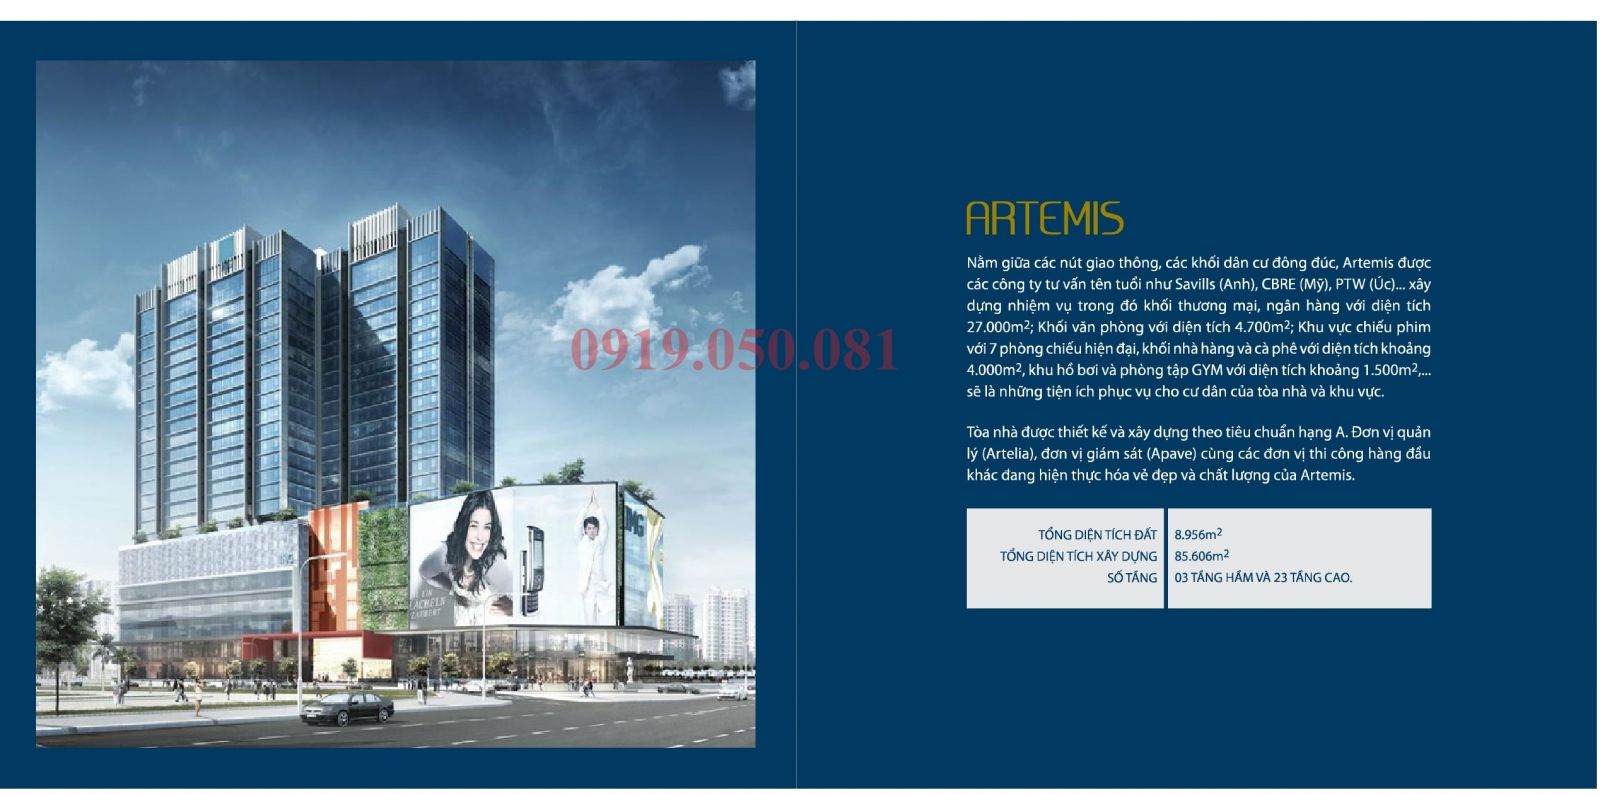 0919.050.081
ARTEMIS
Nằm giữa các nút giao thông, các khối dân cư đông đúc, Artemis được
các công ty tư vấn tên tuổi như Savills (Anh), CBRE (Mỹ), PTW (Úc)... xây
dựng nhiệm vụ trong đó khối thương mại, ngân hàng với diện tích
27.000m²; Khối văn phòng với diện tích 4.700m²; Khu vực chiếu phim
với 7 phòng chiếu hiện đại, khối nhà hàng và cà phê với diện tích khoảng
4.000m², khu hồ bơi và phòng tập GYM với diện tích khoảng 1.500m²,...
sẽ là những tiện ích phục vụ cho cư dân của tòa nhà và khu vực.
Tòa nhà được thiết kế và xây dựng theo tiêu chuẩn hạng A. Đơn vị quản
lý (Artelia), đơn vị giám sát (Apave) cùng các đơn vị thi công hàng đầu
khác đang hiện thực hóa vẻ đẹp và chất lượng của Artemis.
TỔNG DIỆN TÍCH ĐẤT 8.956m²
TỔNG DIỆN TÍCH XÂY DỰNG 85.606m²
SỐ TẦNG 03 TẦNG HẦM VÀ 23 TẦNG CAO.
EIN
LÄCHELN
ZAUBERT